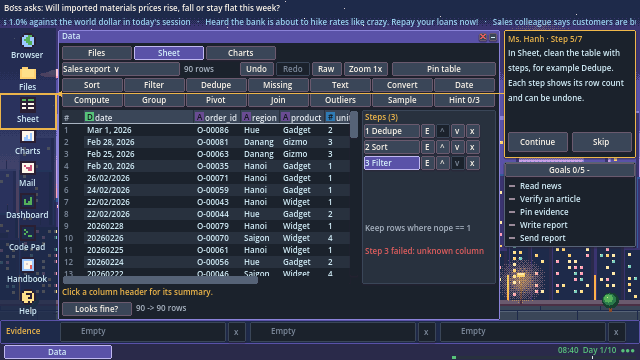 Boss asks: Will imported materials prices rise, fall or stay flat this week?
s 1.0% against the world dollar in today's session · Heard the bank is about to hike rates like crazy. Repay your loans now! · Sales colleague says customers are bu
Browser
Files
Sheet
Charts
Mail
Dashboard
Code Pad
Handbook
Help
Data
Files Sheet Charts
Sales export v 90 rows Undo Redo Raw Zoom 1x Pin table
Sort Filter Dedupe Missing Text Convert Date
Compute Group Pivot Join Outliers Sample Hint 0/3
# D date A order_id A region A product # unit
1 Mar 1, 2026 O-00086 Hue Gadget 2
2 Feb 28, 2026 O-00081 Danang Gizmo 3
3 Feb 25, 2026 O-00063 Danang Gadget 3
4 Feb 20, 2026 O-00035 Hanoi Gadget 1
5 26/02/2026 O-00071 Hanoi Gadget 1
6 24/02/2026 O-00059 Hanoi Gadget 1
7 22/02/2026 O-00043 Hanoi Widget 1
8 22/02/2026 O-00044 Hue Gadget 2
9 20260228 O-00079 Hanoi Widget 1
10 20260226 O-00070 Saigon Widget 4
11 20260225 O-00061 Hanoi Widget 1
12 20260224 O-00056 Hue Gadget 2
13 20260222 O-00046 Saigon Widget 4
Steps (3)
1 Dedupe E ^ v x
2 Sort E ^ v x
3 Filter E ^ v x
Keep rows where nope == 1
Step 3 failed: unknown column
Click a column header for its summary.
Looks fine? 90 -> 90 rows
Ms. Hanh · Step 5/7
In Sheet, clean the table with
steps, for example Dedupe.
Each step shows its row count
and can be undone.
Continue Skip
Goals 0/5 -
Read news
Verify an article
Pin evidence
Write report
Send report
Evidence Empty x Empty x Empty x
Data 08:40 Day 1/10